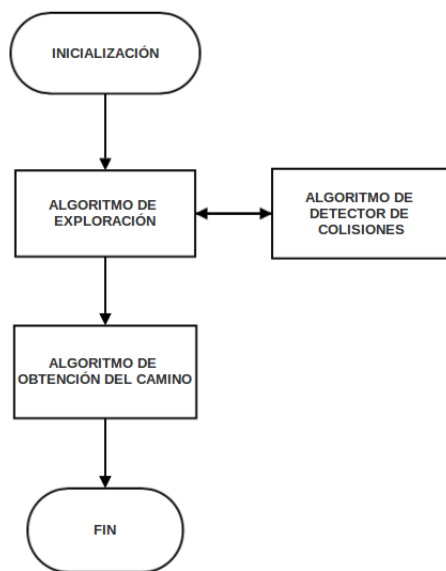 INICIALIZACIÓN
ALGORITMO DE
EXPLORACIÓN
ALGORITMO DE
DETECTOR DE
COLISIONES
ALGORITMO DE
OBTENCIÓN DEL CAMINO
FIN